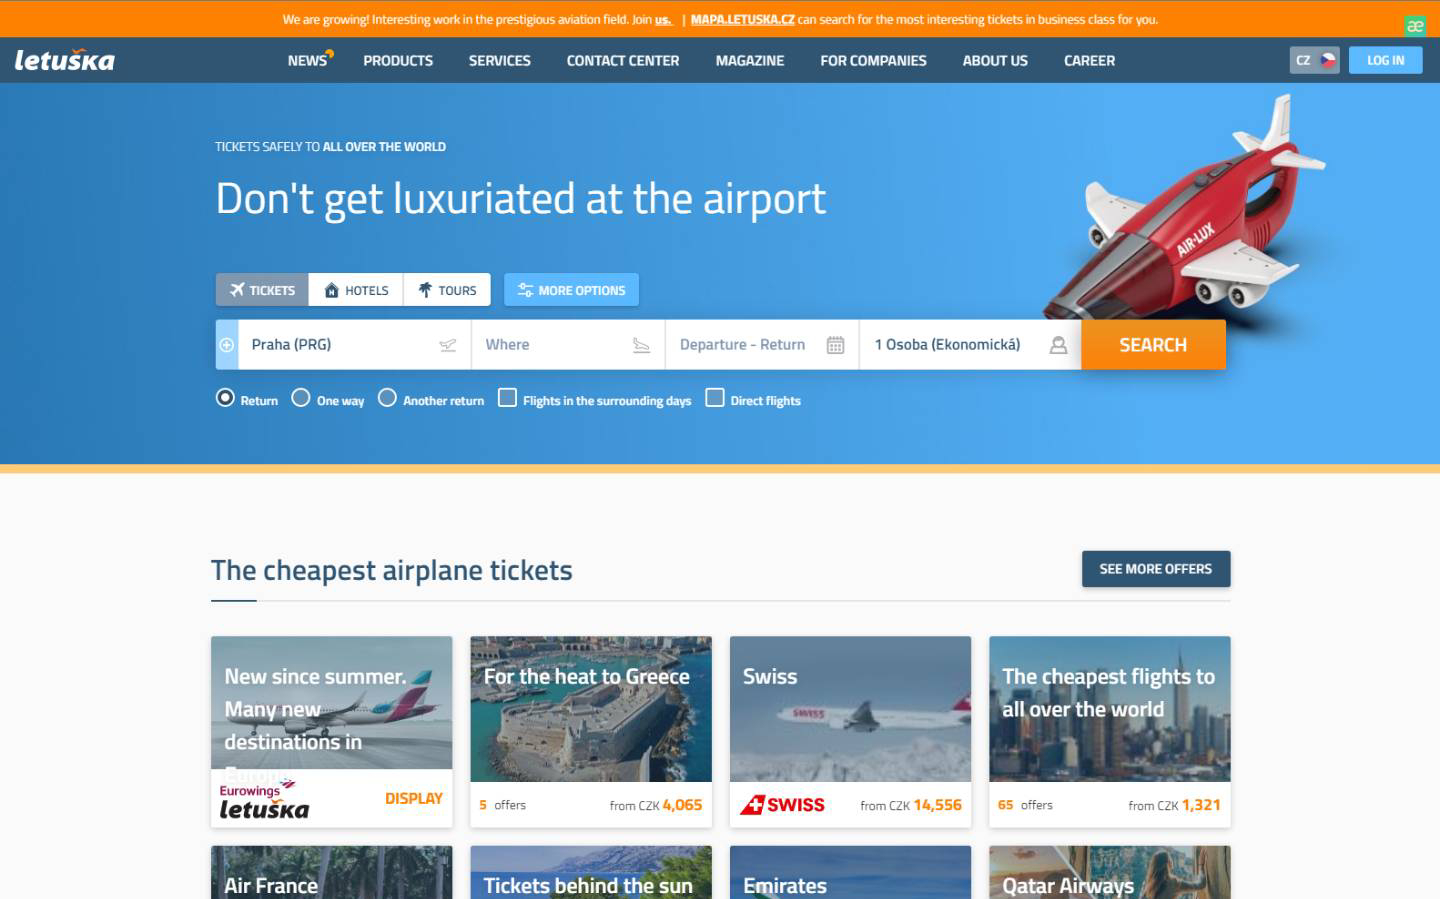 We are growing! Interesting work in the prestigious aviation field. Join us. | MAPA.LETUSKA.CZ can search for the most interesting tickets in business class for you.
æ
letuška
NEWS PRODUCTS SERVICES CONTACT CENTER MAGAZINE FOR COMPANIES ABOUT US CAREER
CZ
LOG IN
TICKETS SAFELY TO ALL OVER THE WORLD
Don't get luxuriated at the airport
AIR-LUX
TICKETS HOTELS TOURS MORE OPTIONS
Praha (PRG) Where Departure - Return 1 Osoba (Ekonomická) SEARCH
Return One way Another return Flights in the surrounding days Direct flights
The cheapest airplane tickets
SEE MORE OFFERS
New since summer.
Many new
destinations in
Europ
Eurowings
letuška
DISPLAY
For the heat to Greece
5 offers from CZK 4,065
Swiss
SWISS
SWISS from CZK 14,556
The cheapest flights to
all over the world
65 offers from CZK 1,321
Air France
Tickets behind the sun
Emirates
Qatar Airways